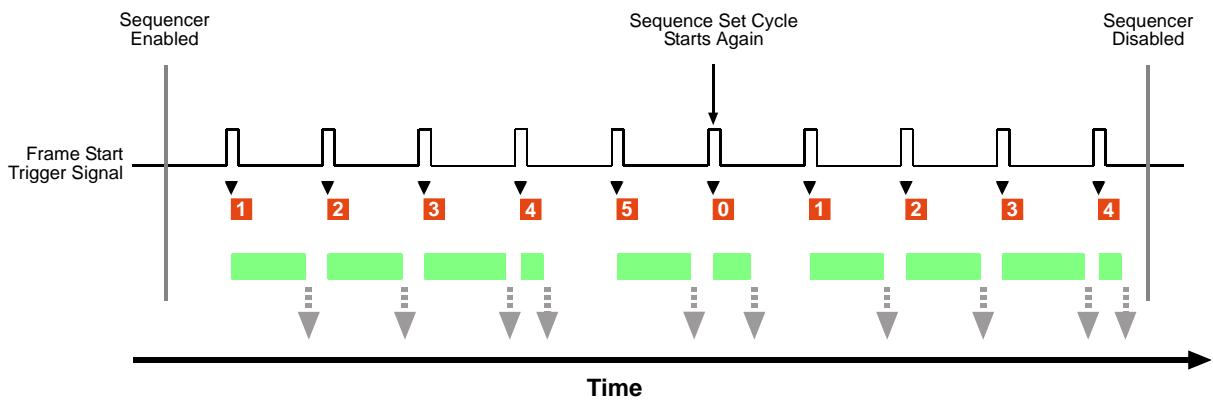 Sequencer
Enabled
Sequence Set Cycle
Starts Again
Sequencer
Disabled
Frame Start
Trigger Signal
1 2 3 4 5 0 1 2 3 4
Time